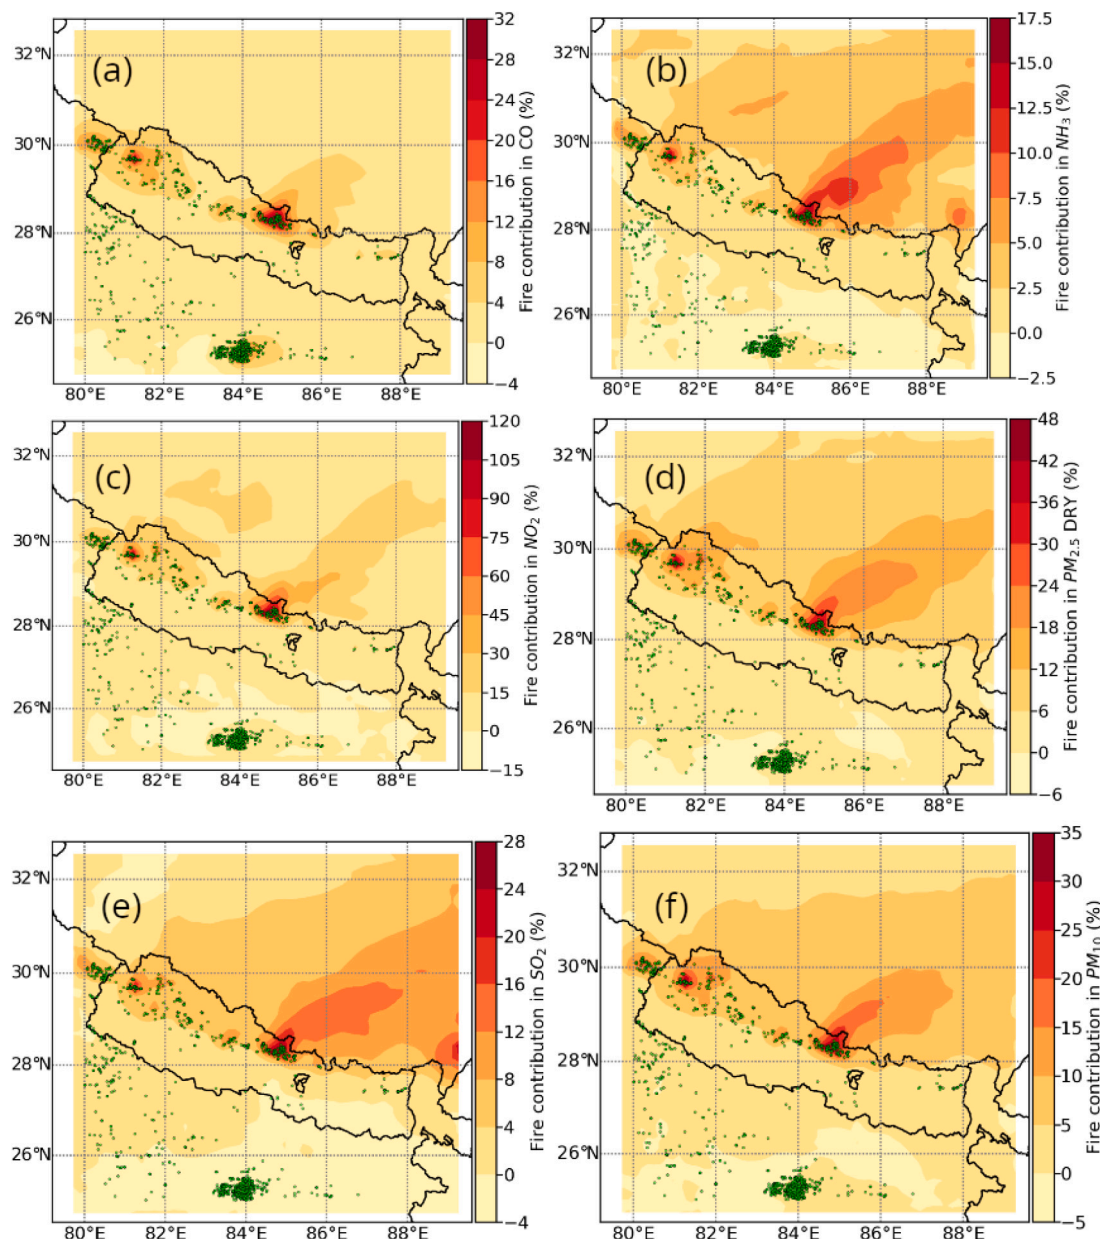 (a)
32°N
30°N
28°N
26°N
80°E 82°E 84°E 86°E 88°E
32
28
24
20
16
12
8
4
0
−4
Fire contribution in CO (%)
(b)
32°N
30°N
28°N
26°N
80°E 82°E 84°E 86°E 88°E
17.5
15.0
12.5
10.0
7.5
5.0
2.5
0.0
−2.5
Fire contribution in NH₃ (%)
(c)
32°N
30°N
28°N
26°N
80°E 82°E 84°E 86°E 88°E
120
105
90
75
60
45
30
15
0
−15
Fire contribution in NO₂ (%)
(d)
32°N
30°N
28°N
26°N
80°E 82°E 84°E 86°E 88°E
48
42
36
30
24
18
12
6
0
−6
Fire contribution in PM₂.₅ DRY (%)
(e)
32°N
30°N
28°N
26°N
80°E 82°E 84°E 86°E 88°E
28
24
20
16
12
8
4
0
−4
Fire contribution in SO₂ (%)
(f)
32°N
30°N
28°N
26°N
80°E 82°E 84°E 86°E 88°E
35
30
25
20
15
10
5
0
−5
Fire contribution in PM₁₀ (%)